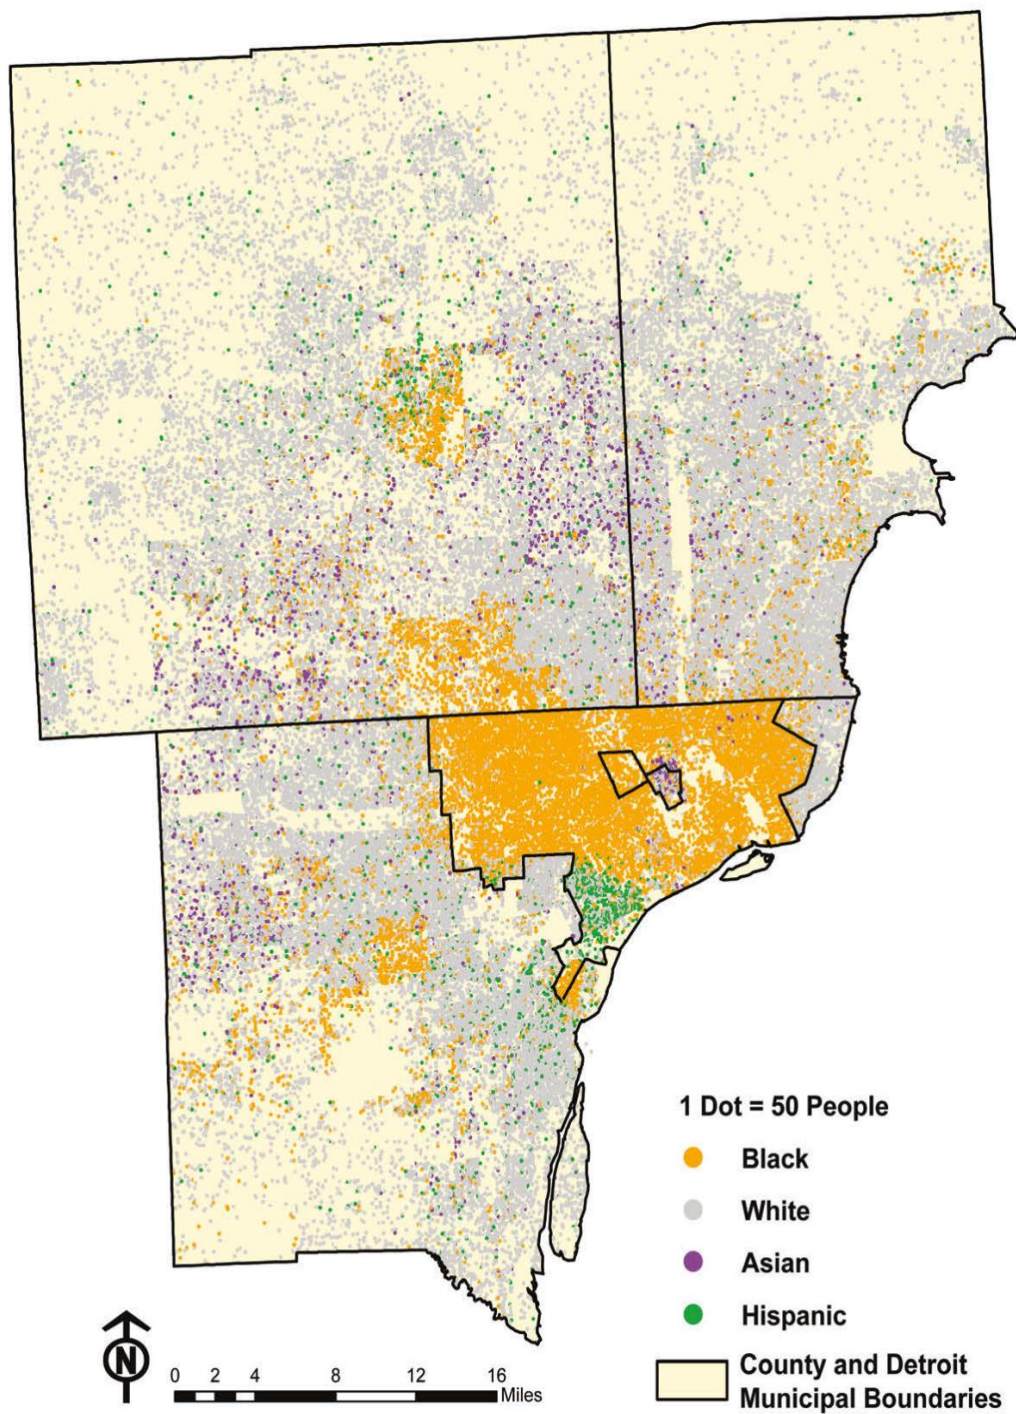 1 Dot = 50 People
Black
White
Asian
Hispanic
County and Detroit
Municipal Boundaries
N
0 2 4 8 12 16
Miles